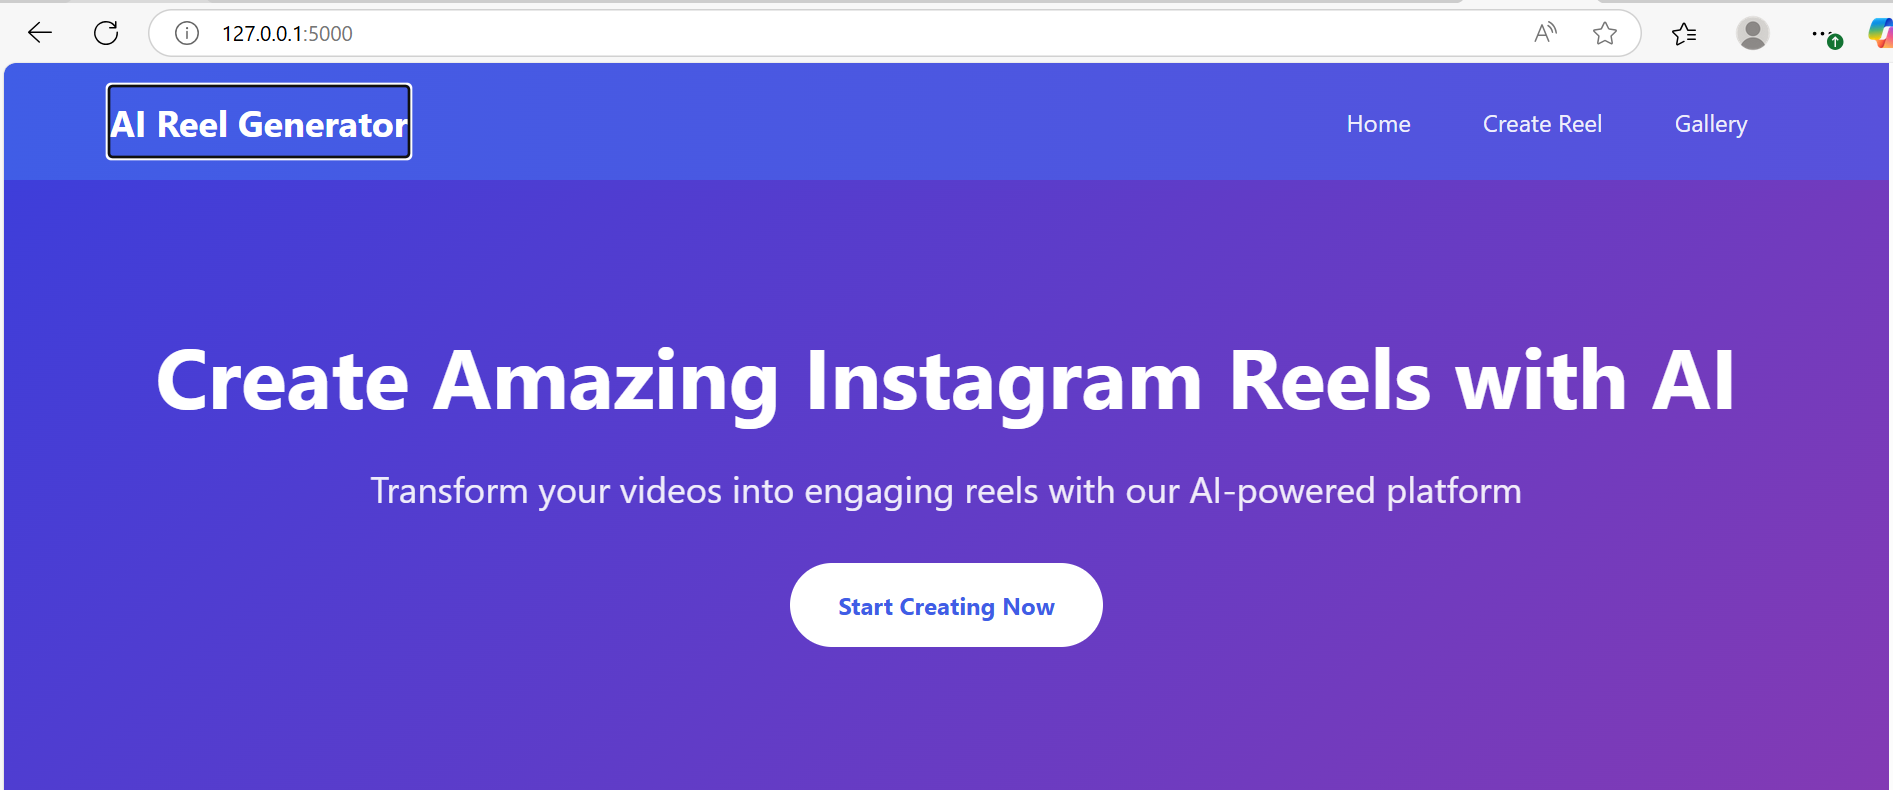 127.0.0.1:5000
AI Reel Generator
Home
Create Reel
Gallery
Create Amazing Instagram Reels with AI
Transform your videos into engaging reels with our AI-powered platform
Start Creating Now